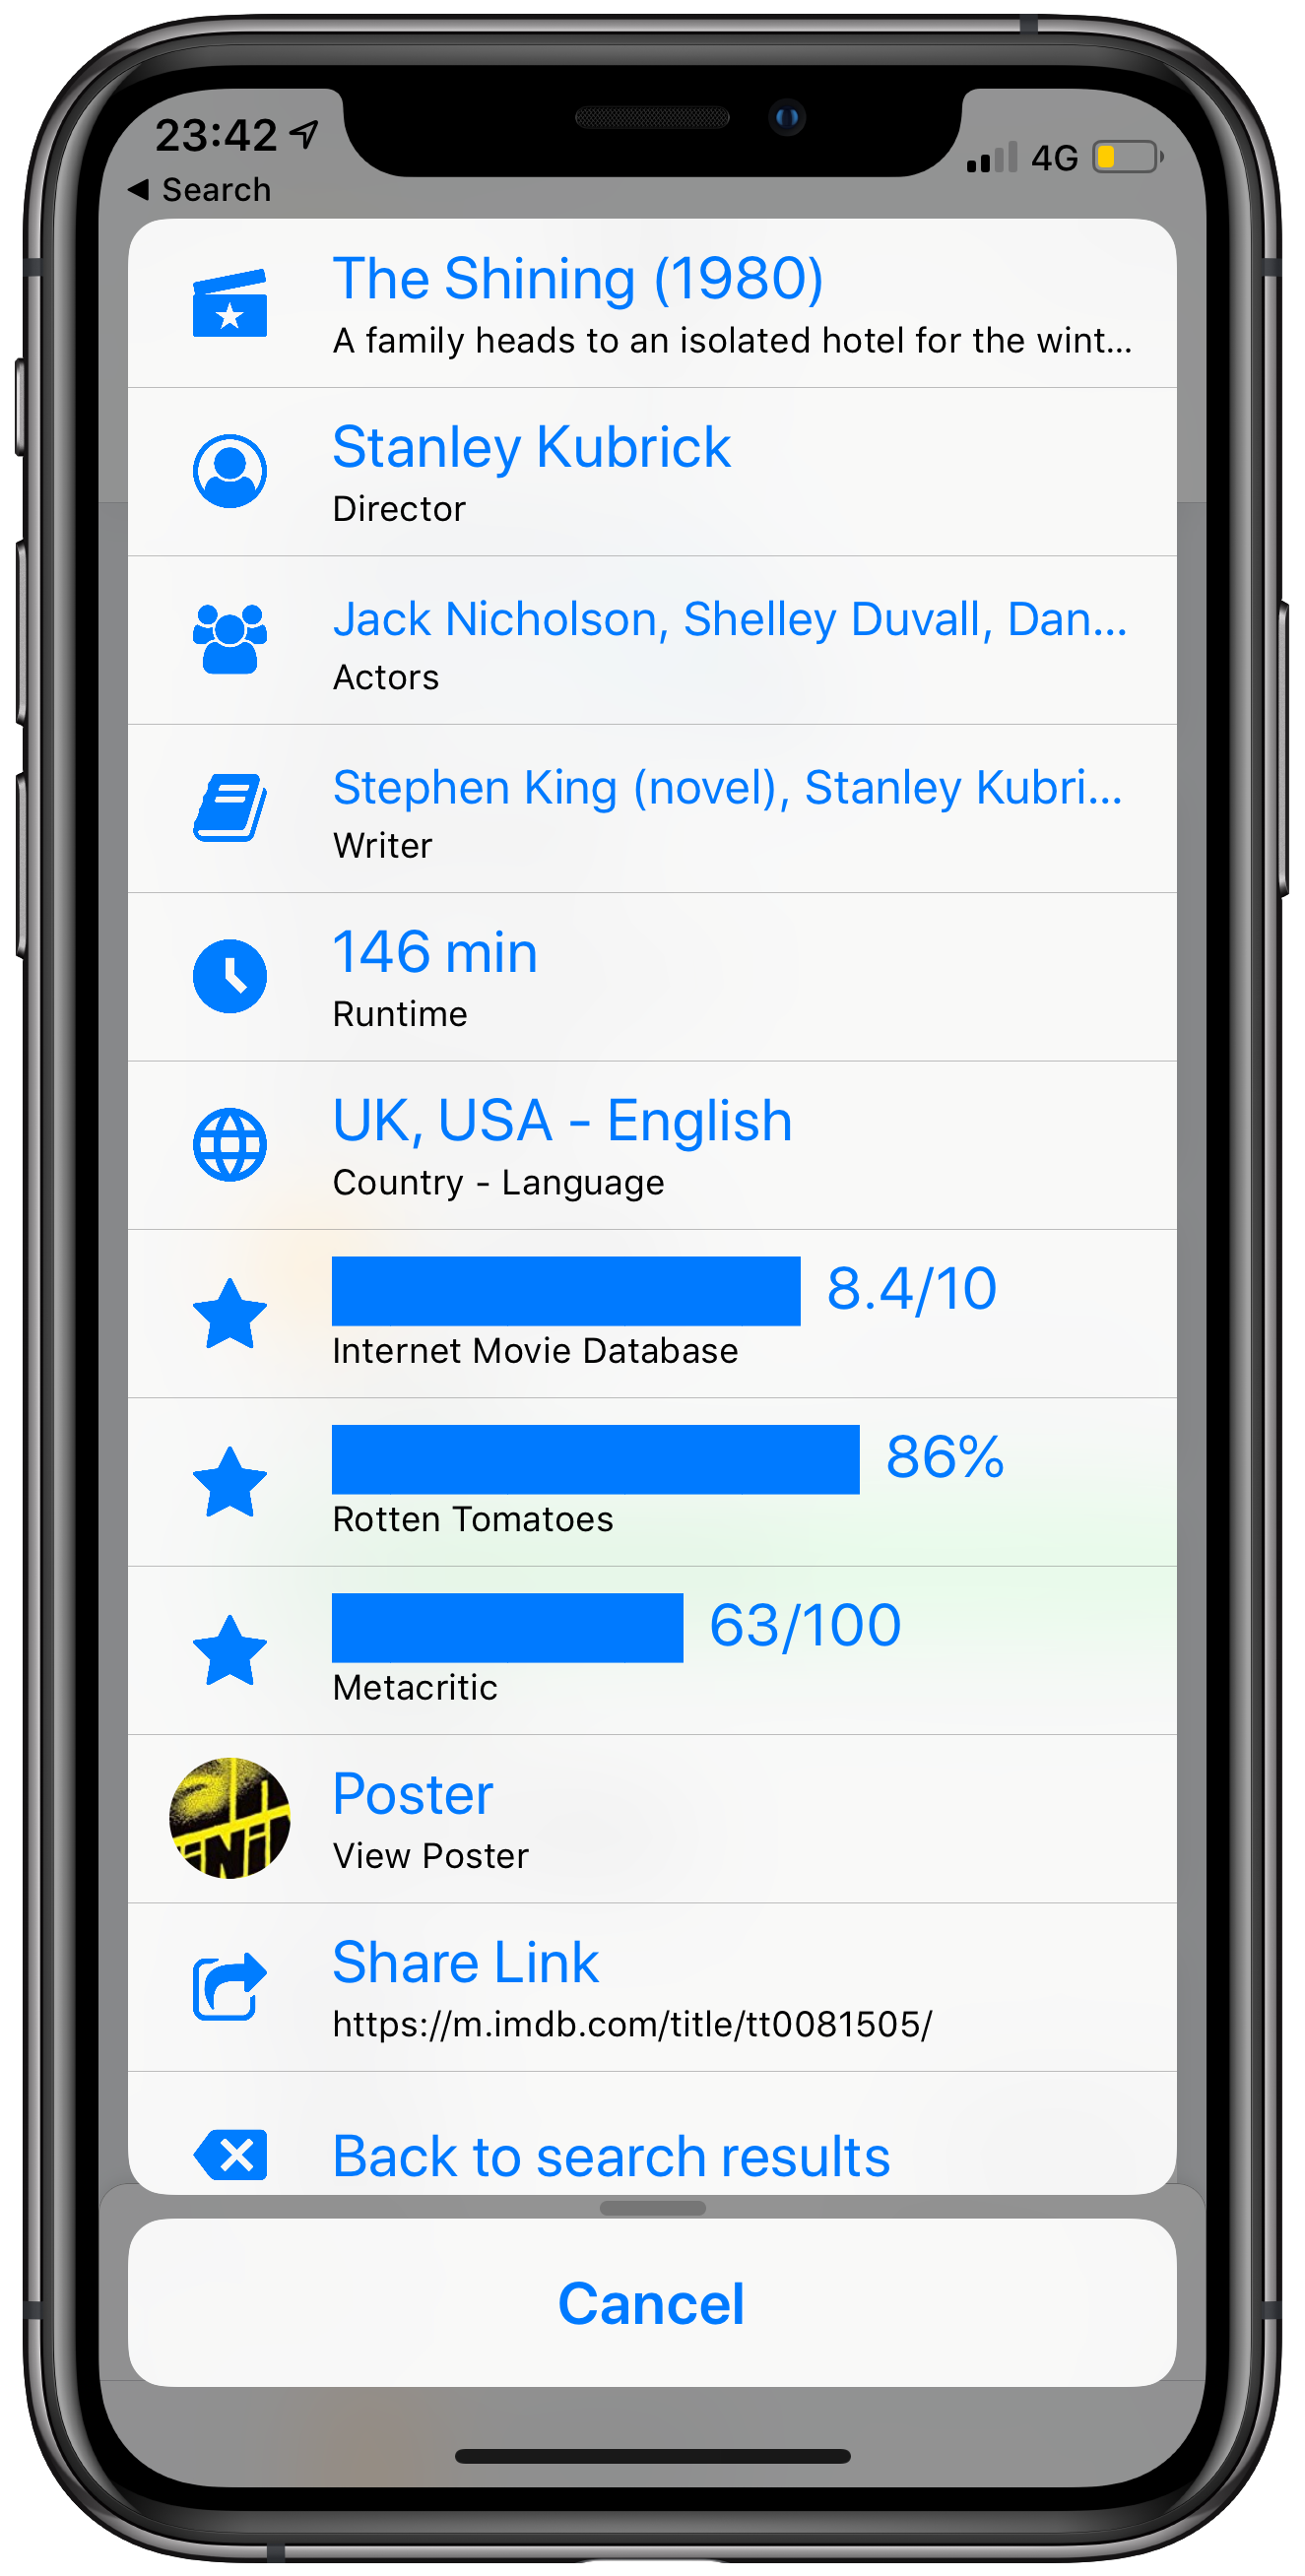 23:42
4G
◀ Search
The Shining (1980)
A family heads to an isolated hotel for the wint...
Stanley Kubrick
Director
Jack Nicholson, Shelley Duvall, Dan...
Actors
Stephen King (novel), Stanley Kubri...
Writer
146 min
Runtime
UK, USA - English
Country - Language
8.4/10
Internet Movie Database
86%
Rotten Tomatoes
63/100
Metacritic
Poster
View Poster
Share Link
https://m.imdb.com/title/tt0081505/
Back to search results
Cancel